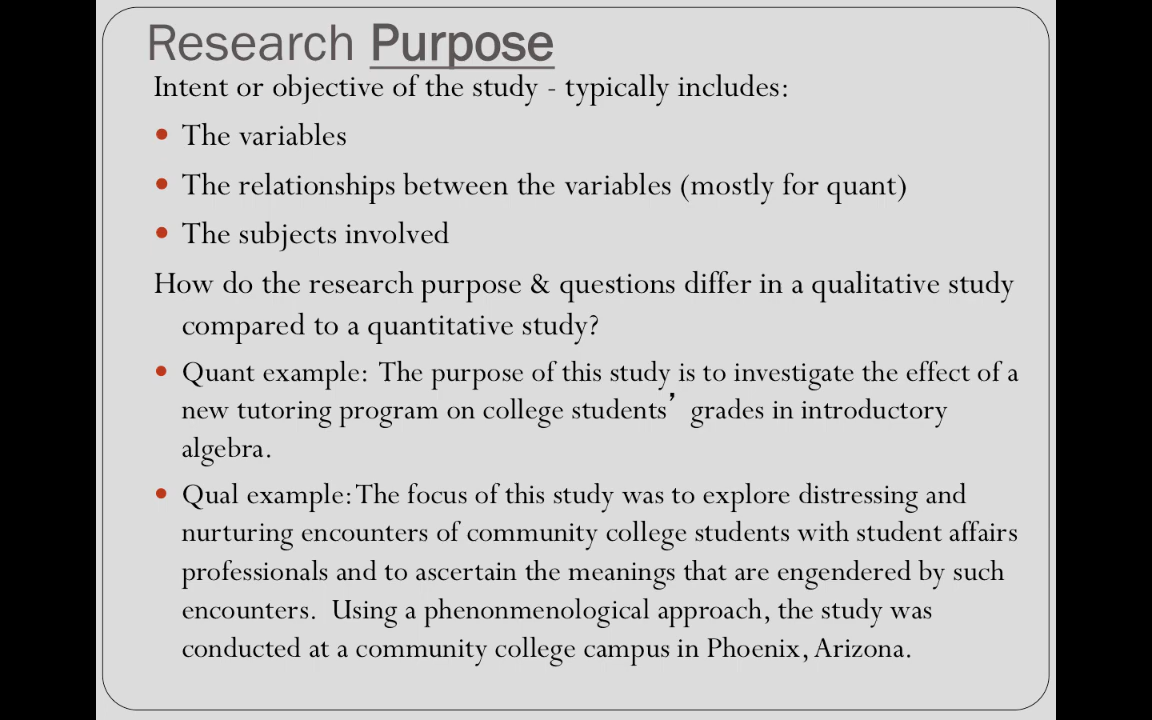 Research Purpose
Intent or objective of the study - typically includes:
• The variables
• The relationships between the variables (mostly for quant)
• The subjects involved
How do the research purpose & questions differ in a qualitative study
compared to a quantitative study?
• Quant example: The purpose of this study is to investigate the effect of a
new tutoring program on college students’ grades in introductory
algebra.
• Qual example: The focus of this study was to explore distressing and
nurturing encounters of community college students with student affairs
professionals and to ascertain the meanings that are engendered by such
encounters. Using a phenonmenological approach, the study was
conducted at a community college campus in Phoenix, Arizona.